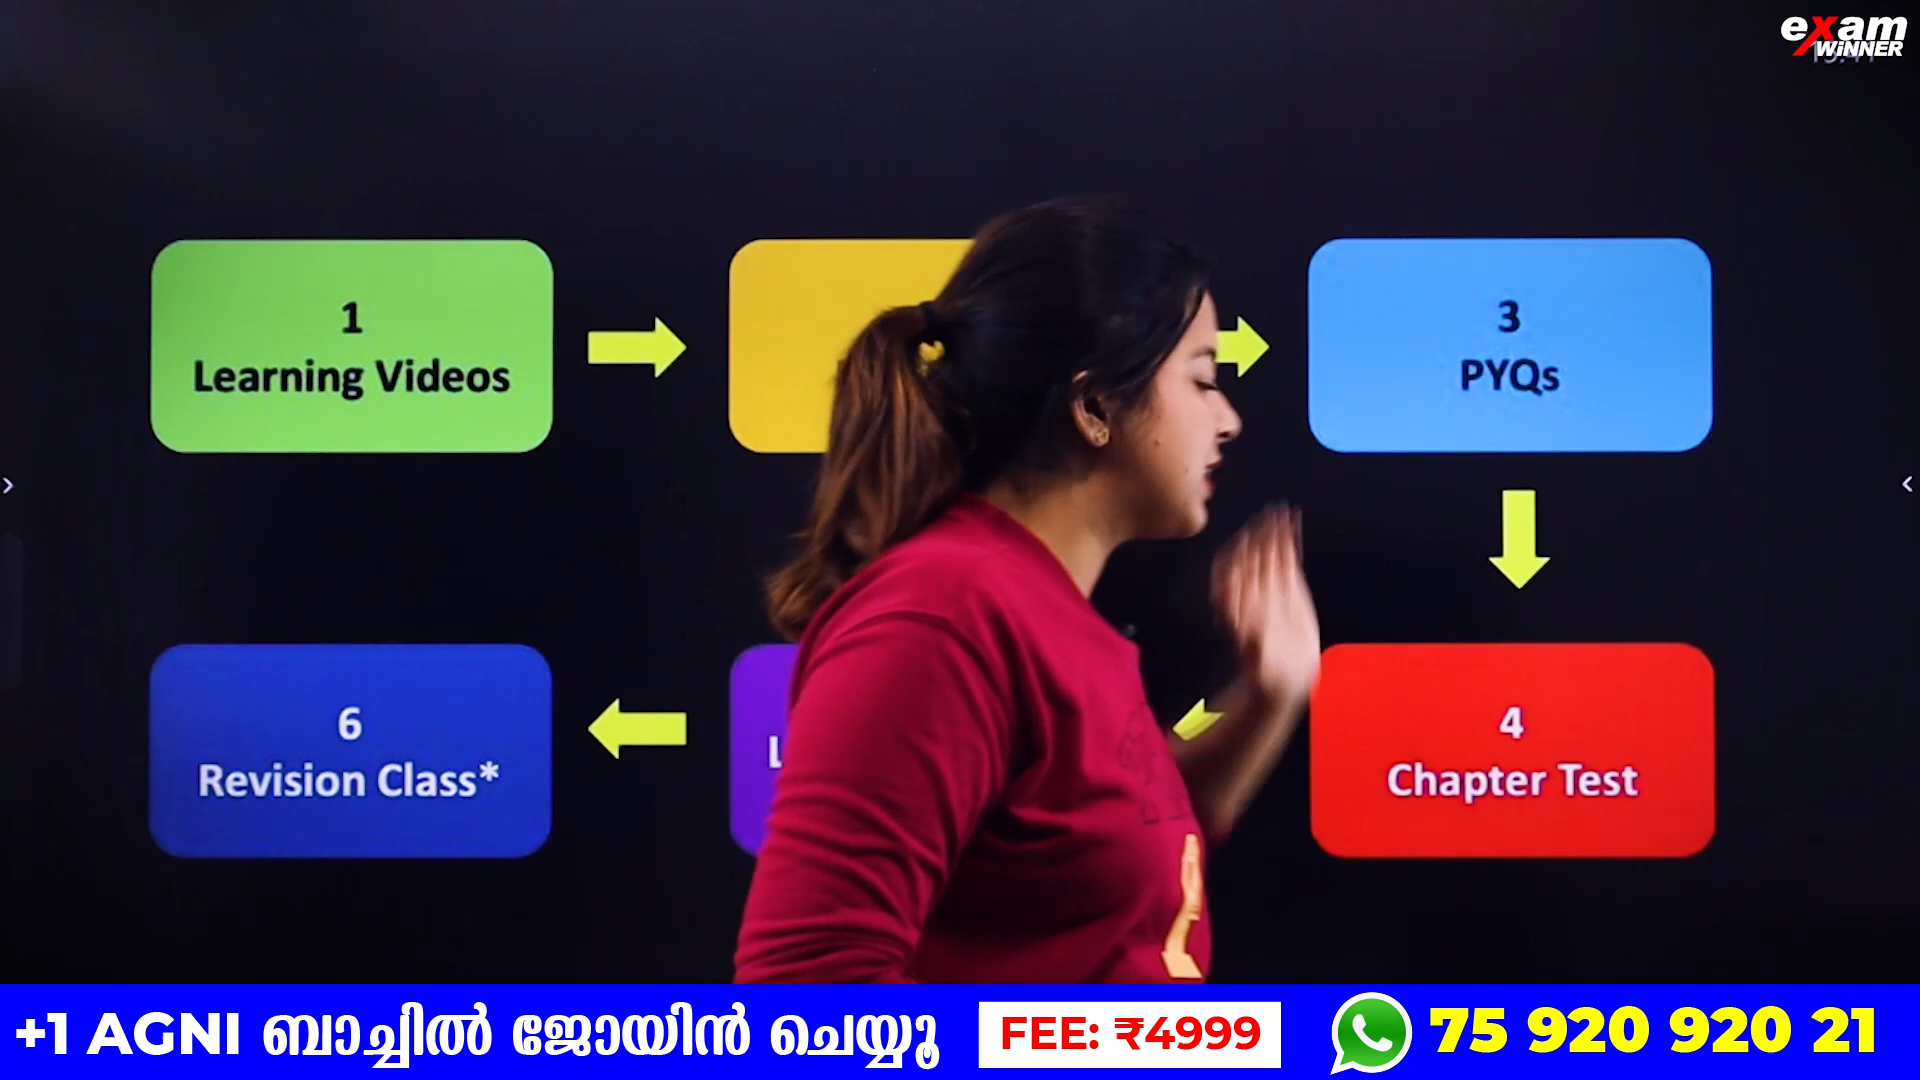 exam
WiNNER
1
Learning Videos
3
PYQs
6
Revision Class*
L
4
Chapter Test
+1 AGNI ബാച്ചിൽ ജോയിൻ ചെയ്യൂ
FEE: ₹4999
75 920 920 21